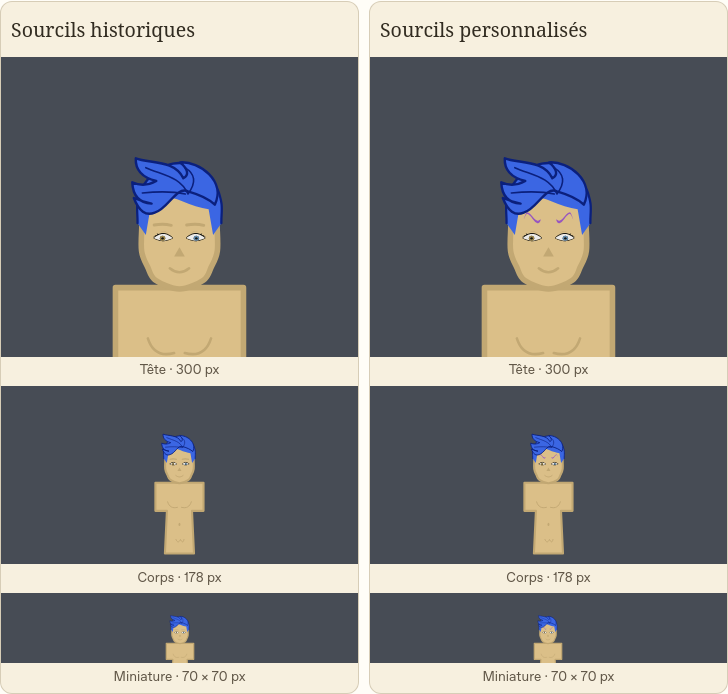 Sourcils historiques
Tête · 300 px
Corps · 178 px
Miniature · 70 × 70 px
Sourcils personnalisés
Tête · 300 px
Corps · 178 px
Miniature · 70 × 70 px